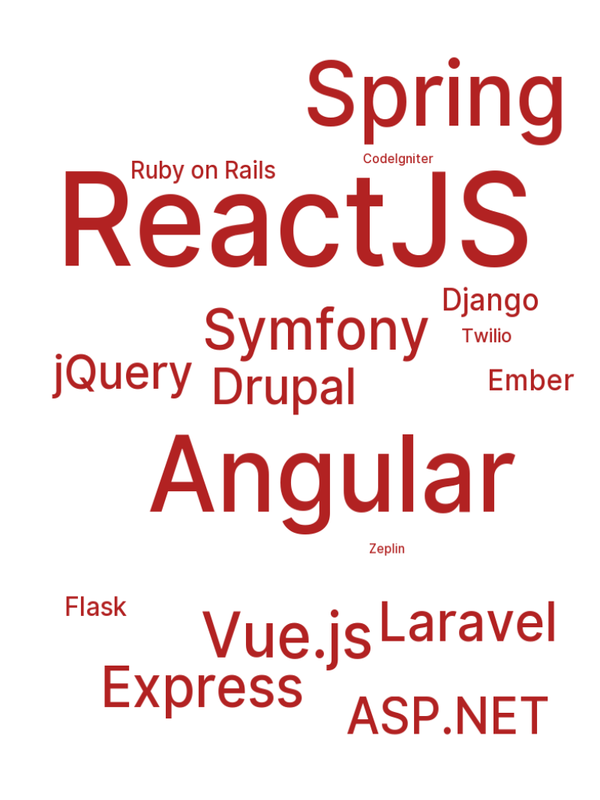 Spring
CodeIgniter
Ruby on Rails
ReactJS
Django
Symfony
Twilio
jQuery
Drupal
Ember
Angular
Zeplin
Flask
Vue.js
Laravel
Express
ASP.NET